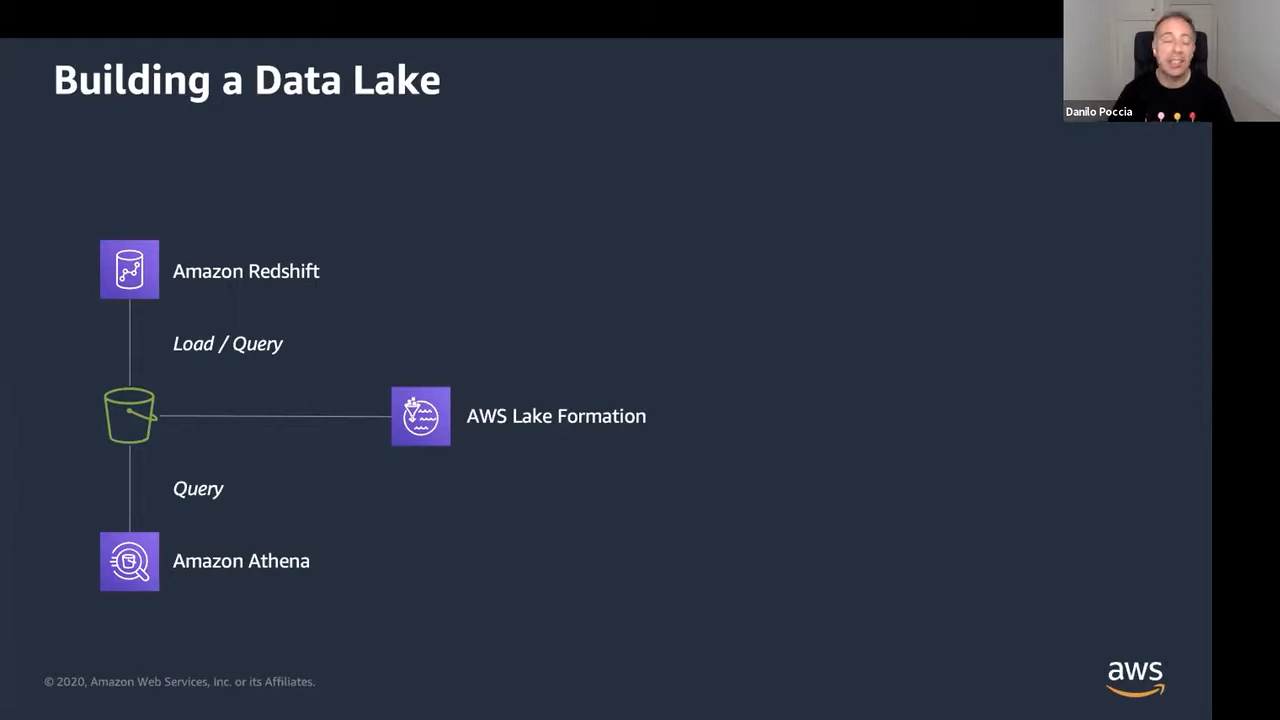 Building a Data Lake
Danilo Poccia
Amazon Redshift
Load / Query
AWS Lake Formation
Query
Amazon Athena
© 2020, Amazon Web Services, Inc. or its Affiliates.
aws